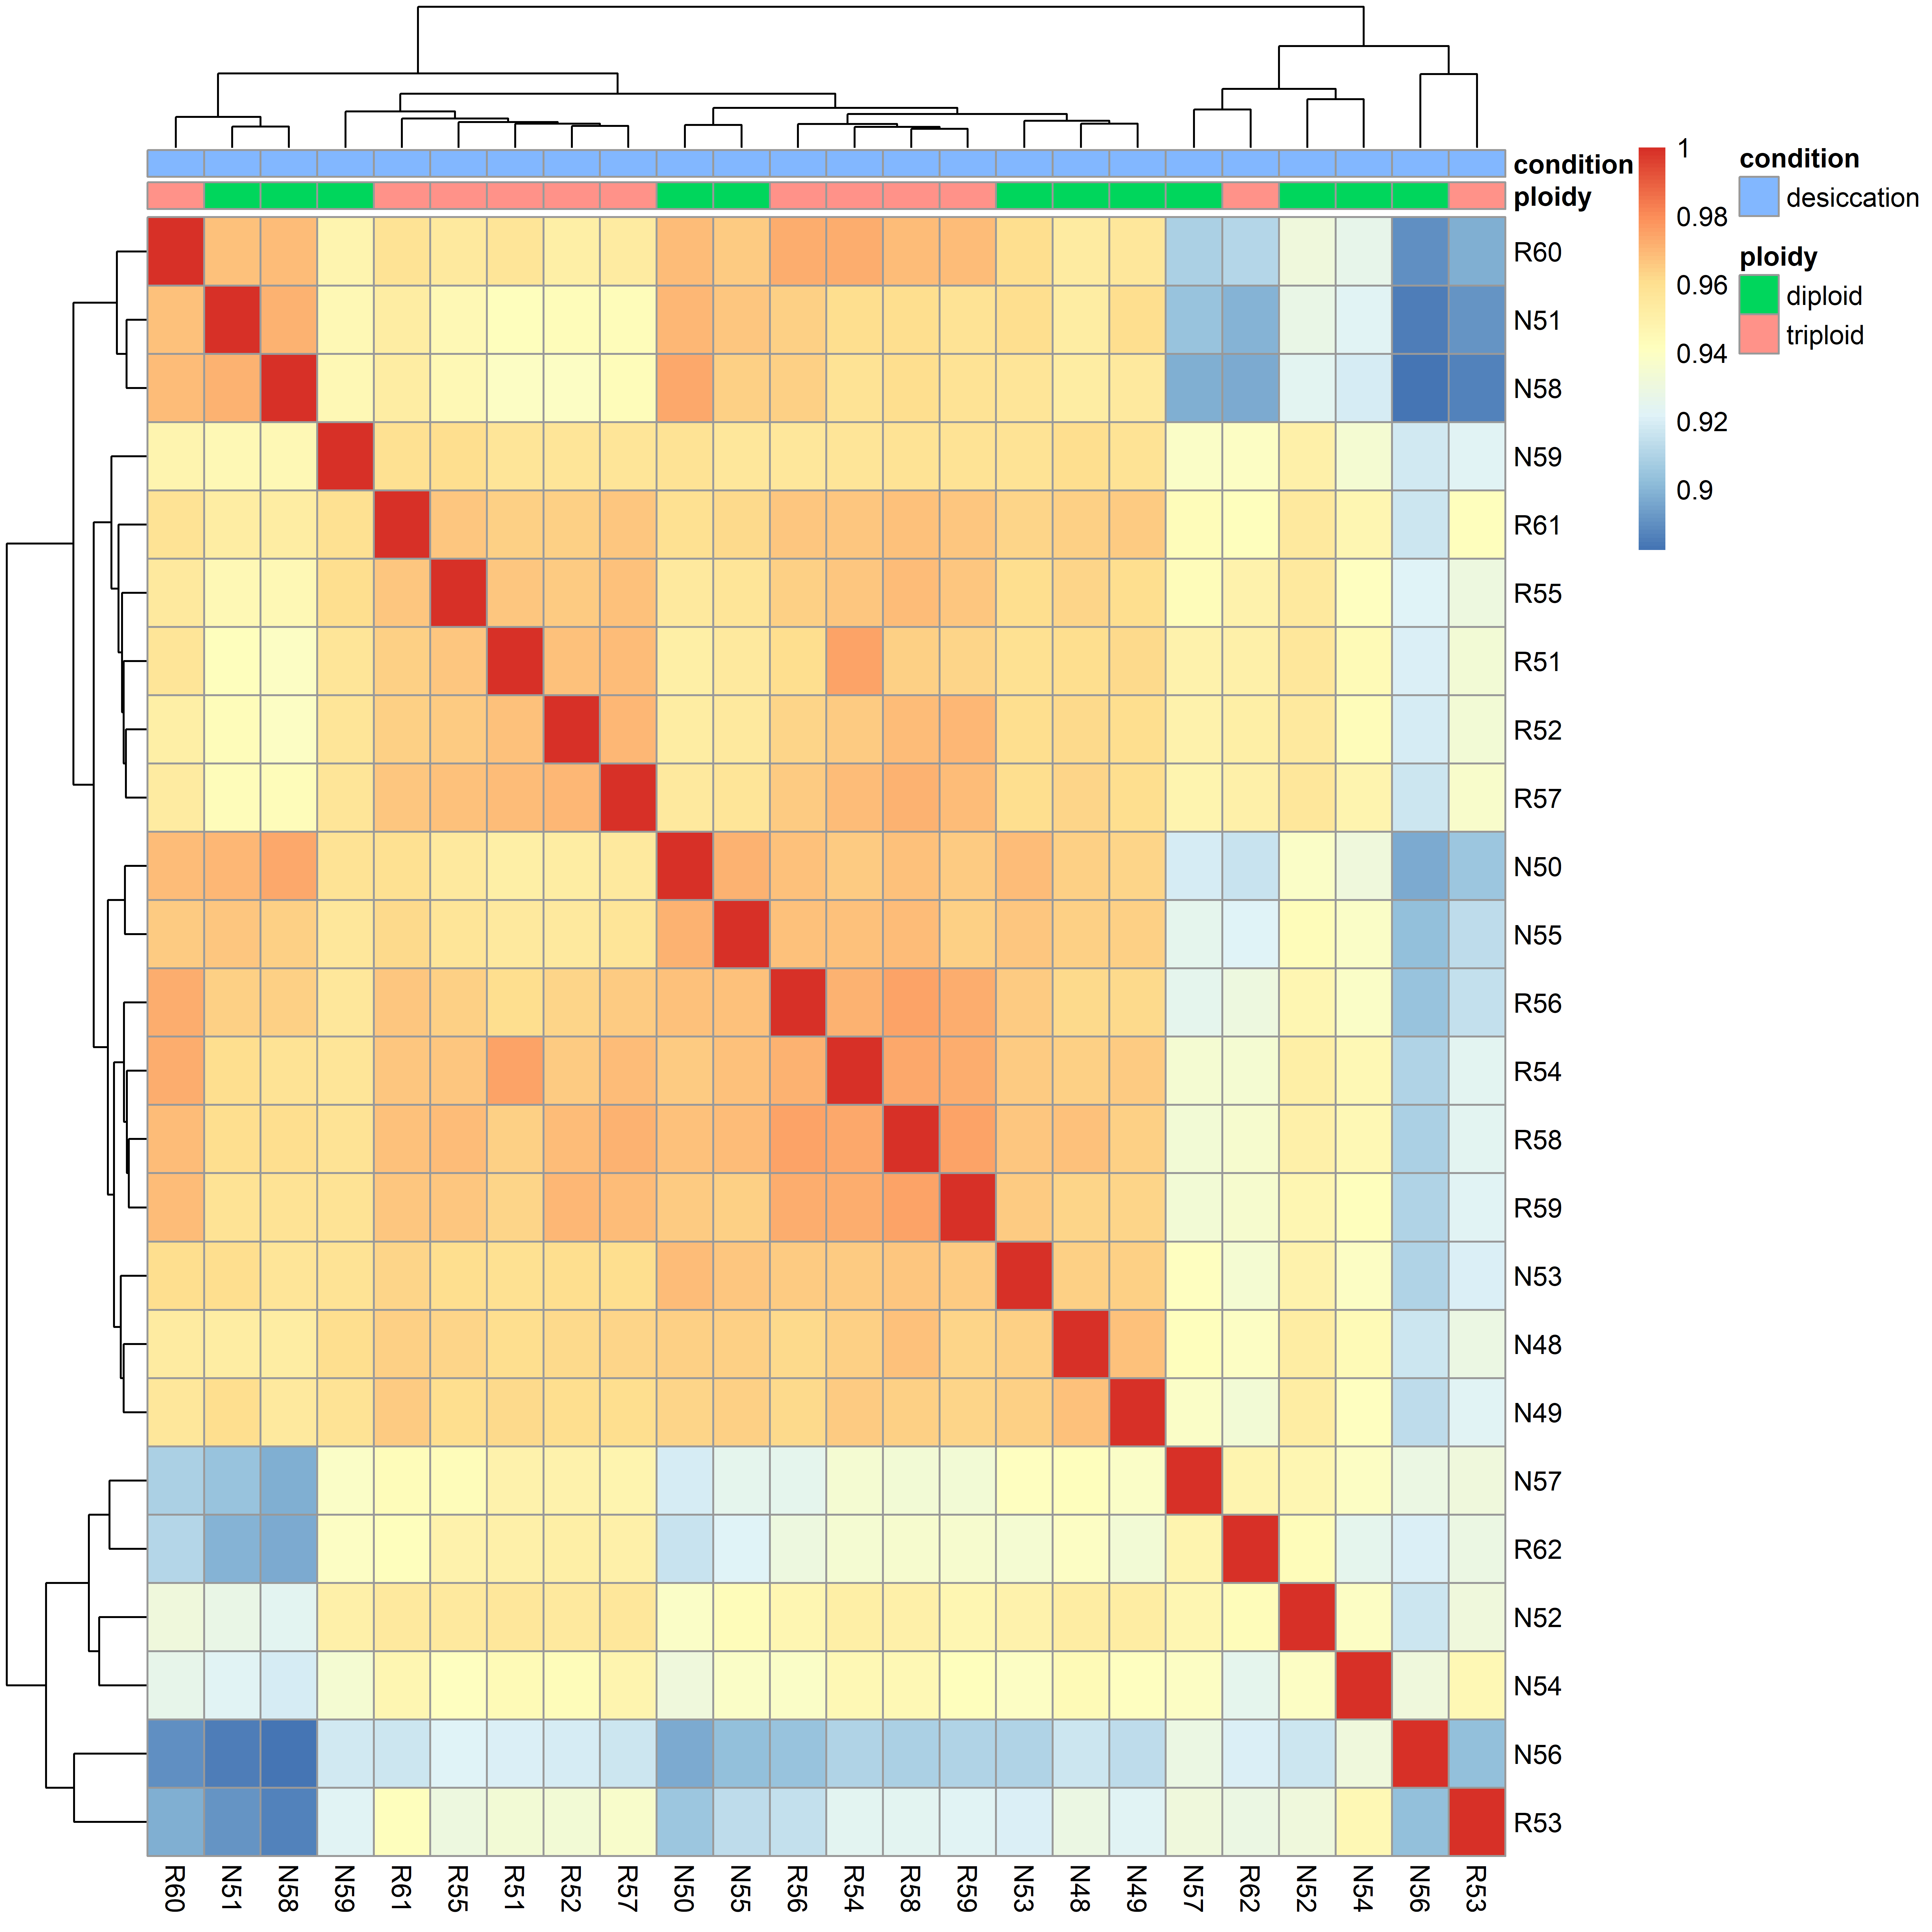 condition
ploidy
1
0.98
0.96
0.94
0.92
0.9
condition
desiccation
ploidy
diploid
triploid
R60
N51
N58
N59
R61
R55
R51
R52
R57
N50
N55
R56
R54
R58
R59
N53
N48
N49
N57
R62
N52
N54
N56
R53
R60
N51
N58
N59
R61
R55
R51
R52
R57
N50
N55
R56
R54
R58
R59
N53
N48
N49
N57
R62
N52
N54
N56
R53